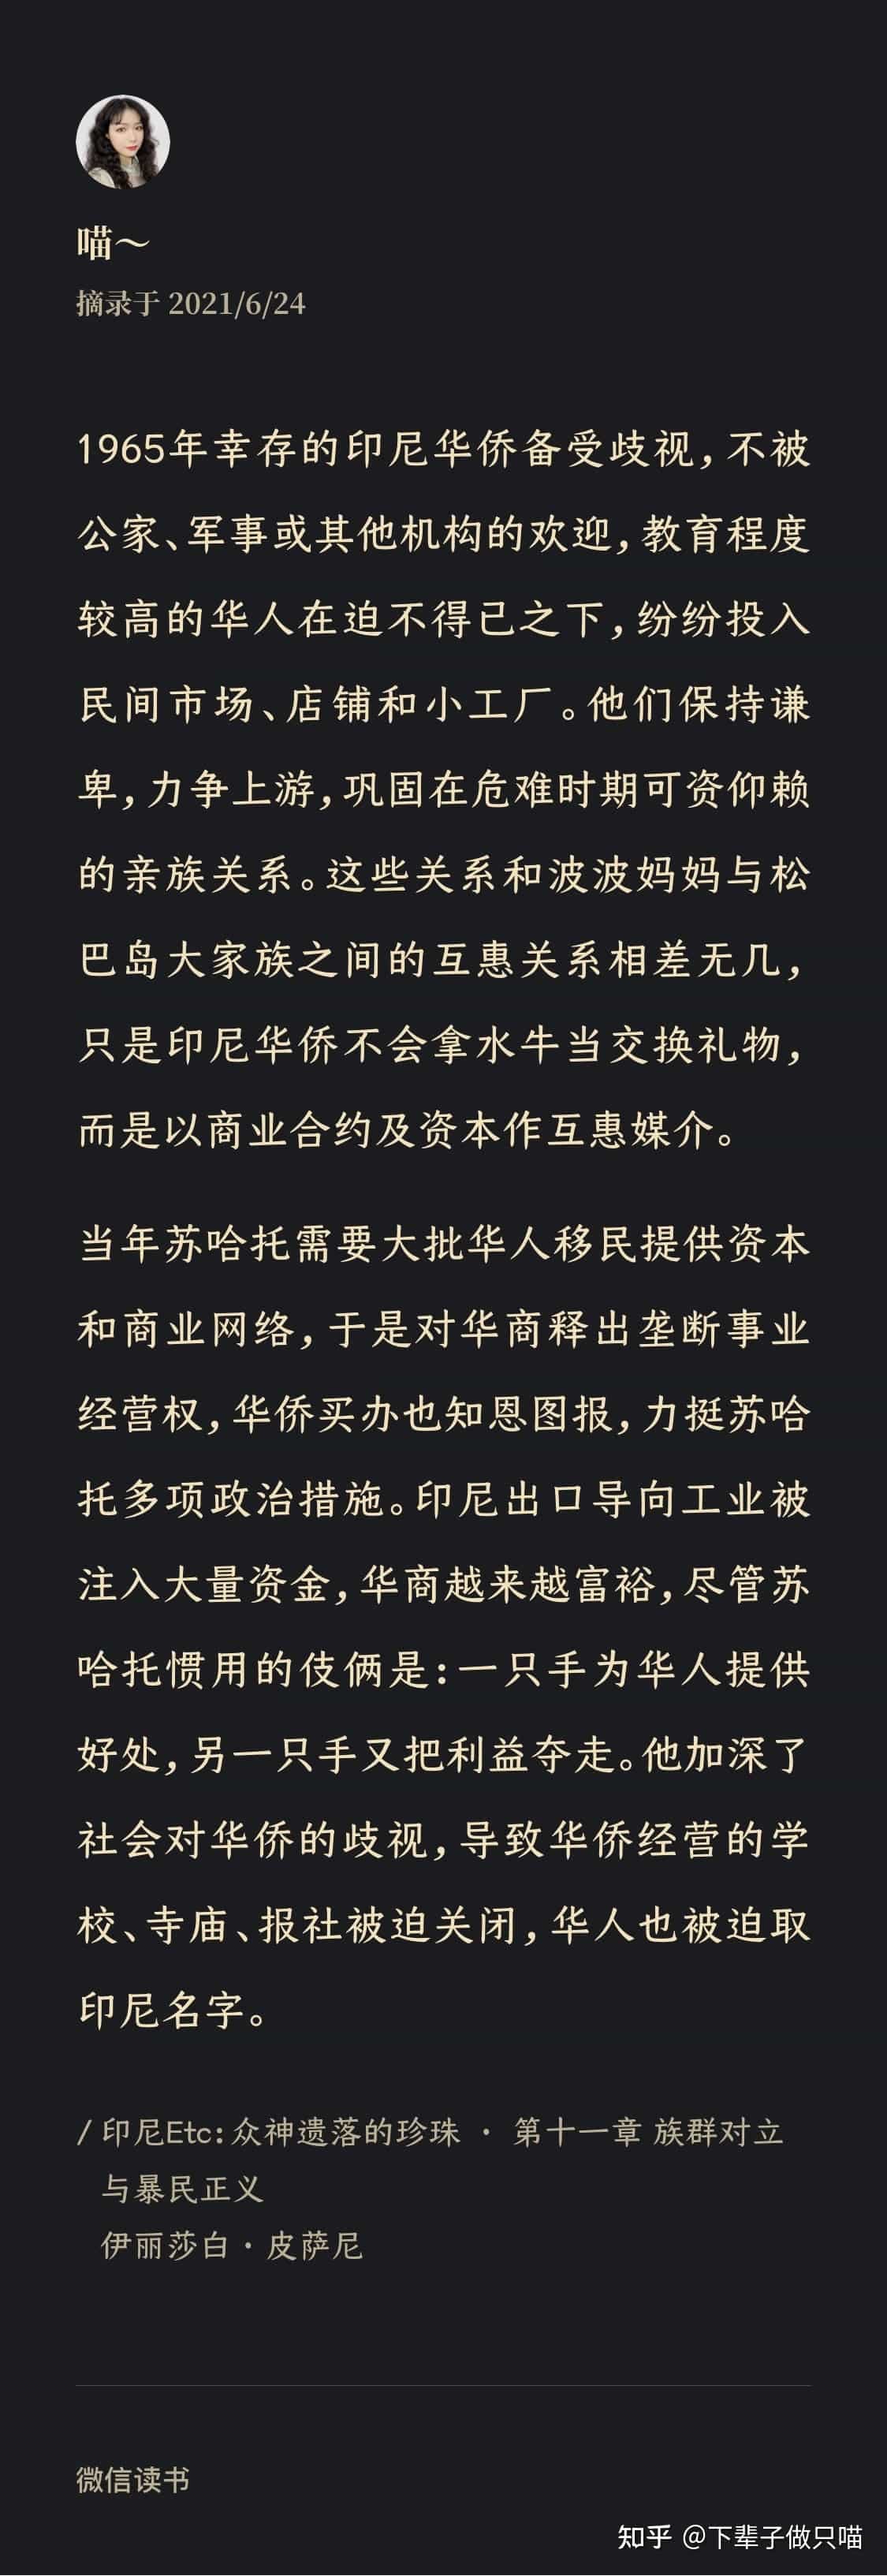 喵～
摘录于 2021/6/24
1965年幸存的印尼华侨备受歧视，不被
公家、军事或其他机构的欢迎，教育程度
较高的华人在迫不得已之下，纷纷投入
民间市场、店铺和小工厂。他们保持谦
卑，力争上游，巩固在危难时期可资仰赖
的亲族关系。这些关系和波波妈妈与松
巴岛大家族之间的互惠关系相差无几，
只是印尼华侨不会拿水牛当交换礼物，
而是以商业合约及资本作互惠媒介。
当年苏哈托需要大批华人移民提供资本
和商业网络，于是对华商释出垄断事业
经营权，华侨买办也知恩图报，力挺苏哈
托多项政治措施。印尼出口导向工业被
注入大量资金，华商越来越富裕，尽管苏
哈托惯用的伎俩是：一只手为华人提供
好处，另一只手又把利益夺走。他加深了
社会对华侨的歧视，导致华侨经营的学
校、寺庙、报社被迫关闭，华人也被迫取
印尼名字。
/ 印尼Etc：众神遗落的珍珠 · 第十一章 族群对立
与暴民正义
伊丽莎白·皮萨尼
微信读书
知乎 @下辈子做只喵